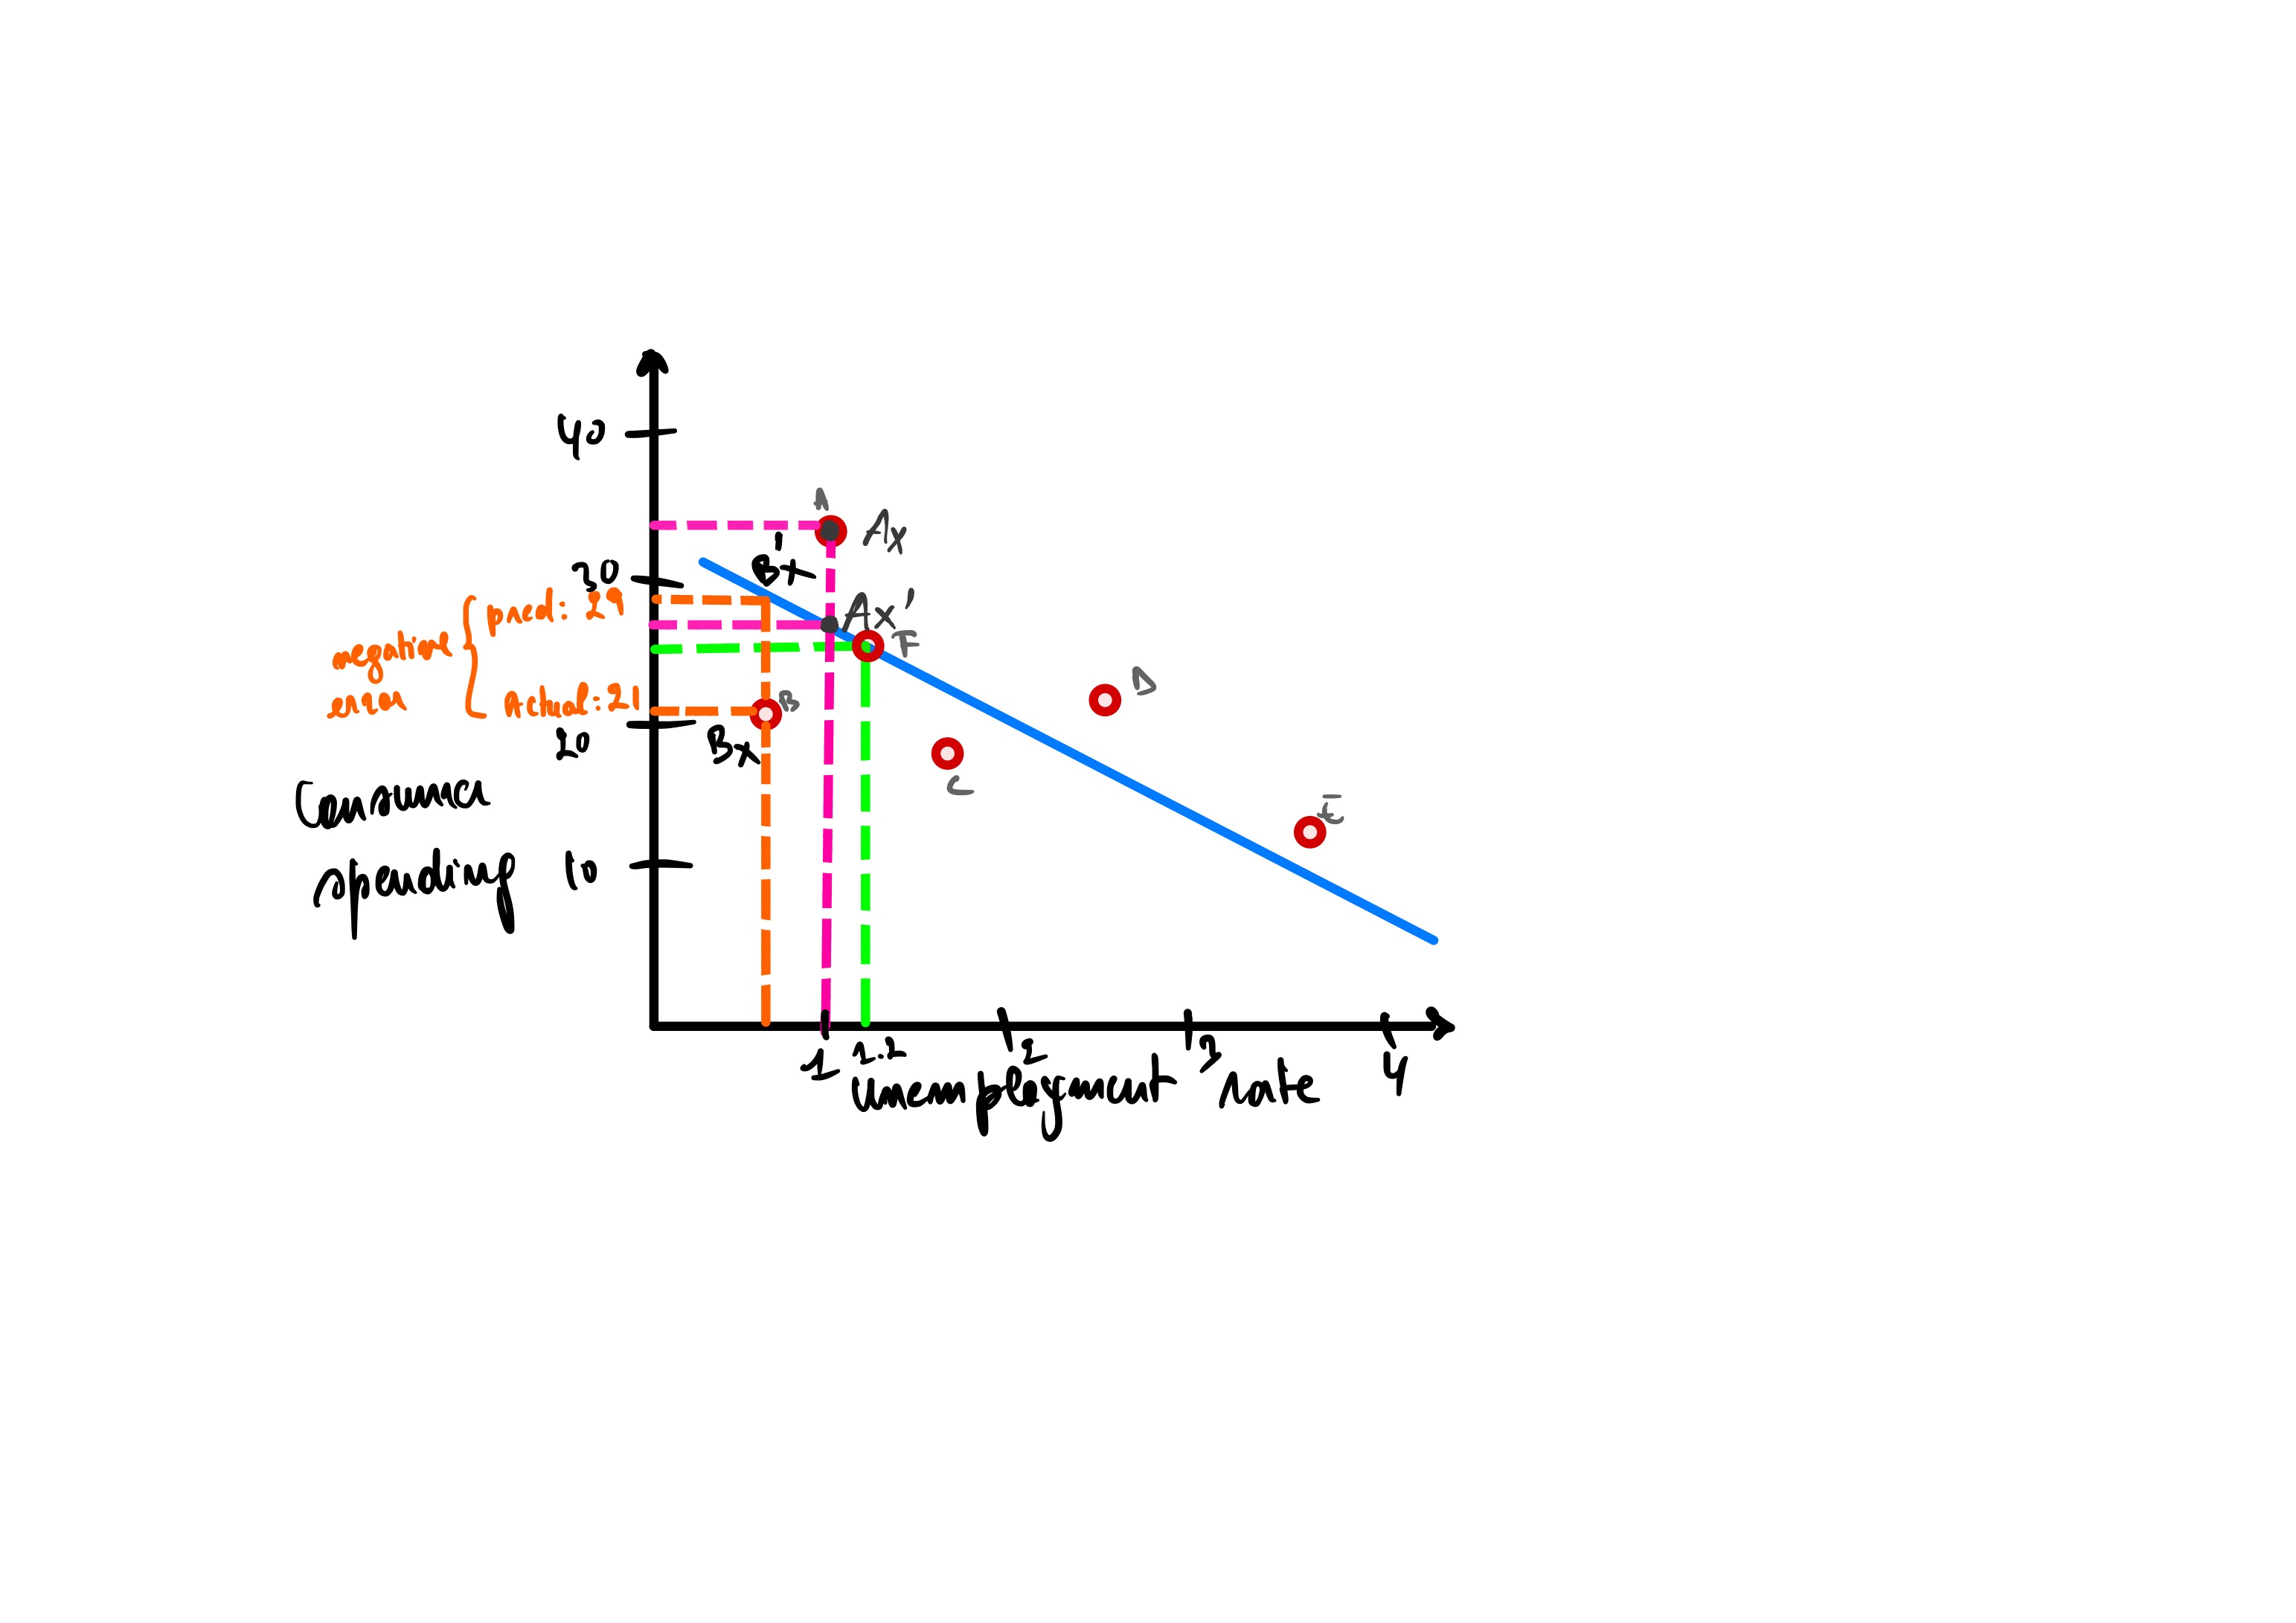 40
A
Ax
B'x
30
pred: 29
Ax'
F
negative
error
actual: 21
B
D
20
Bx
C
Consumer
E
spending
10
1
1.2
2
3
4
Unemployment rate